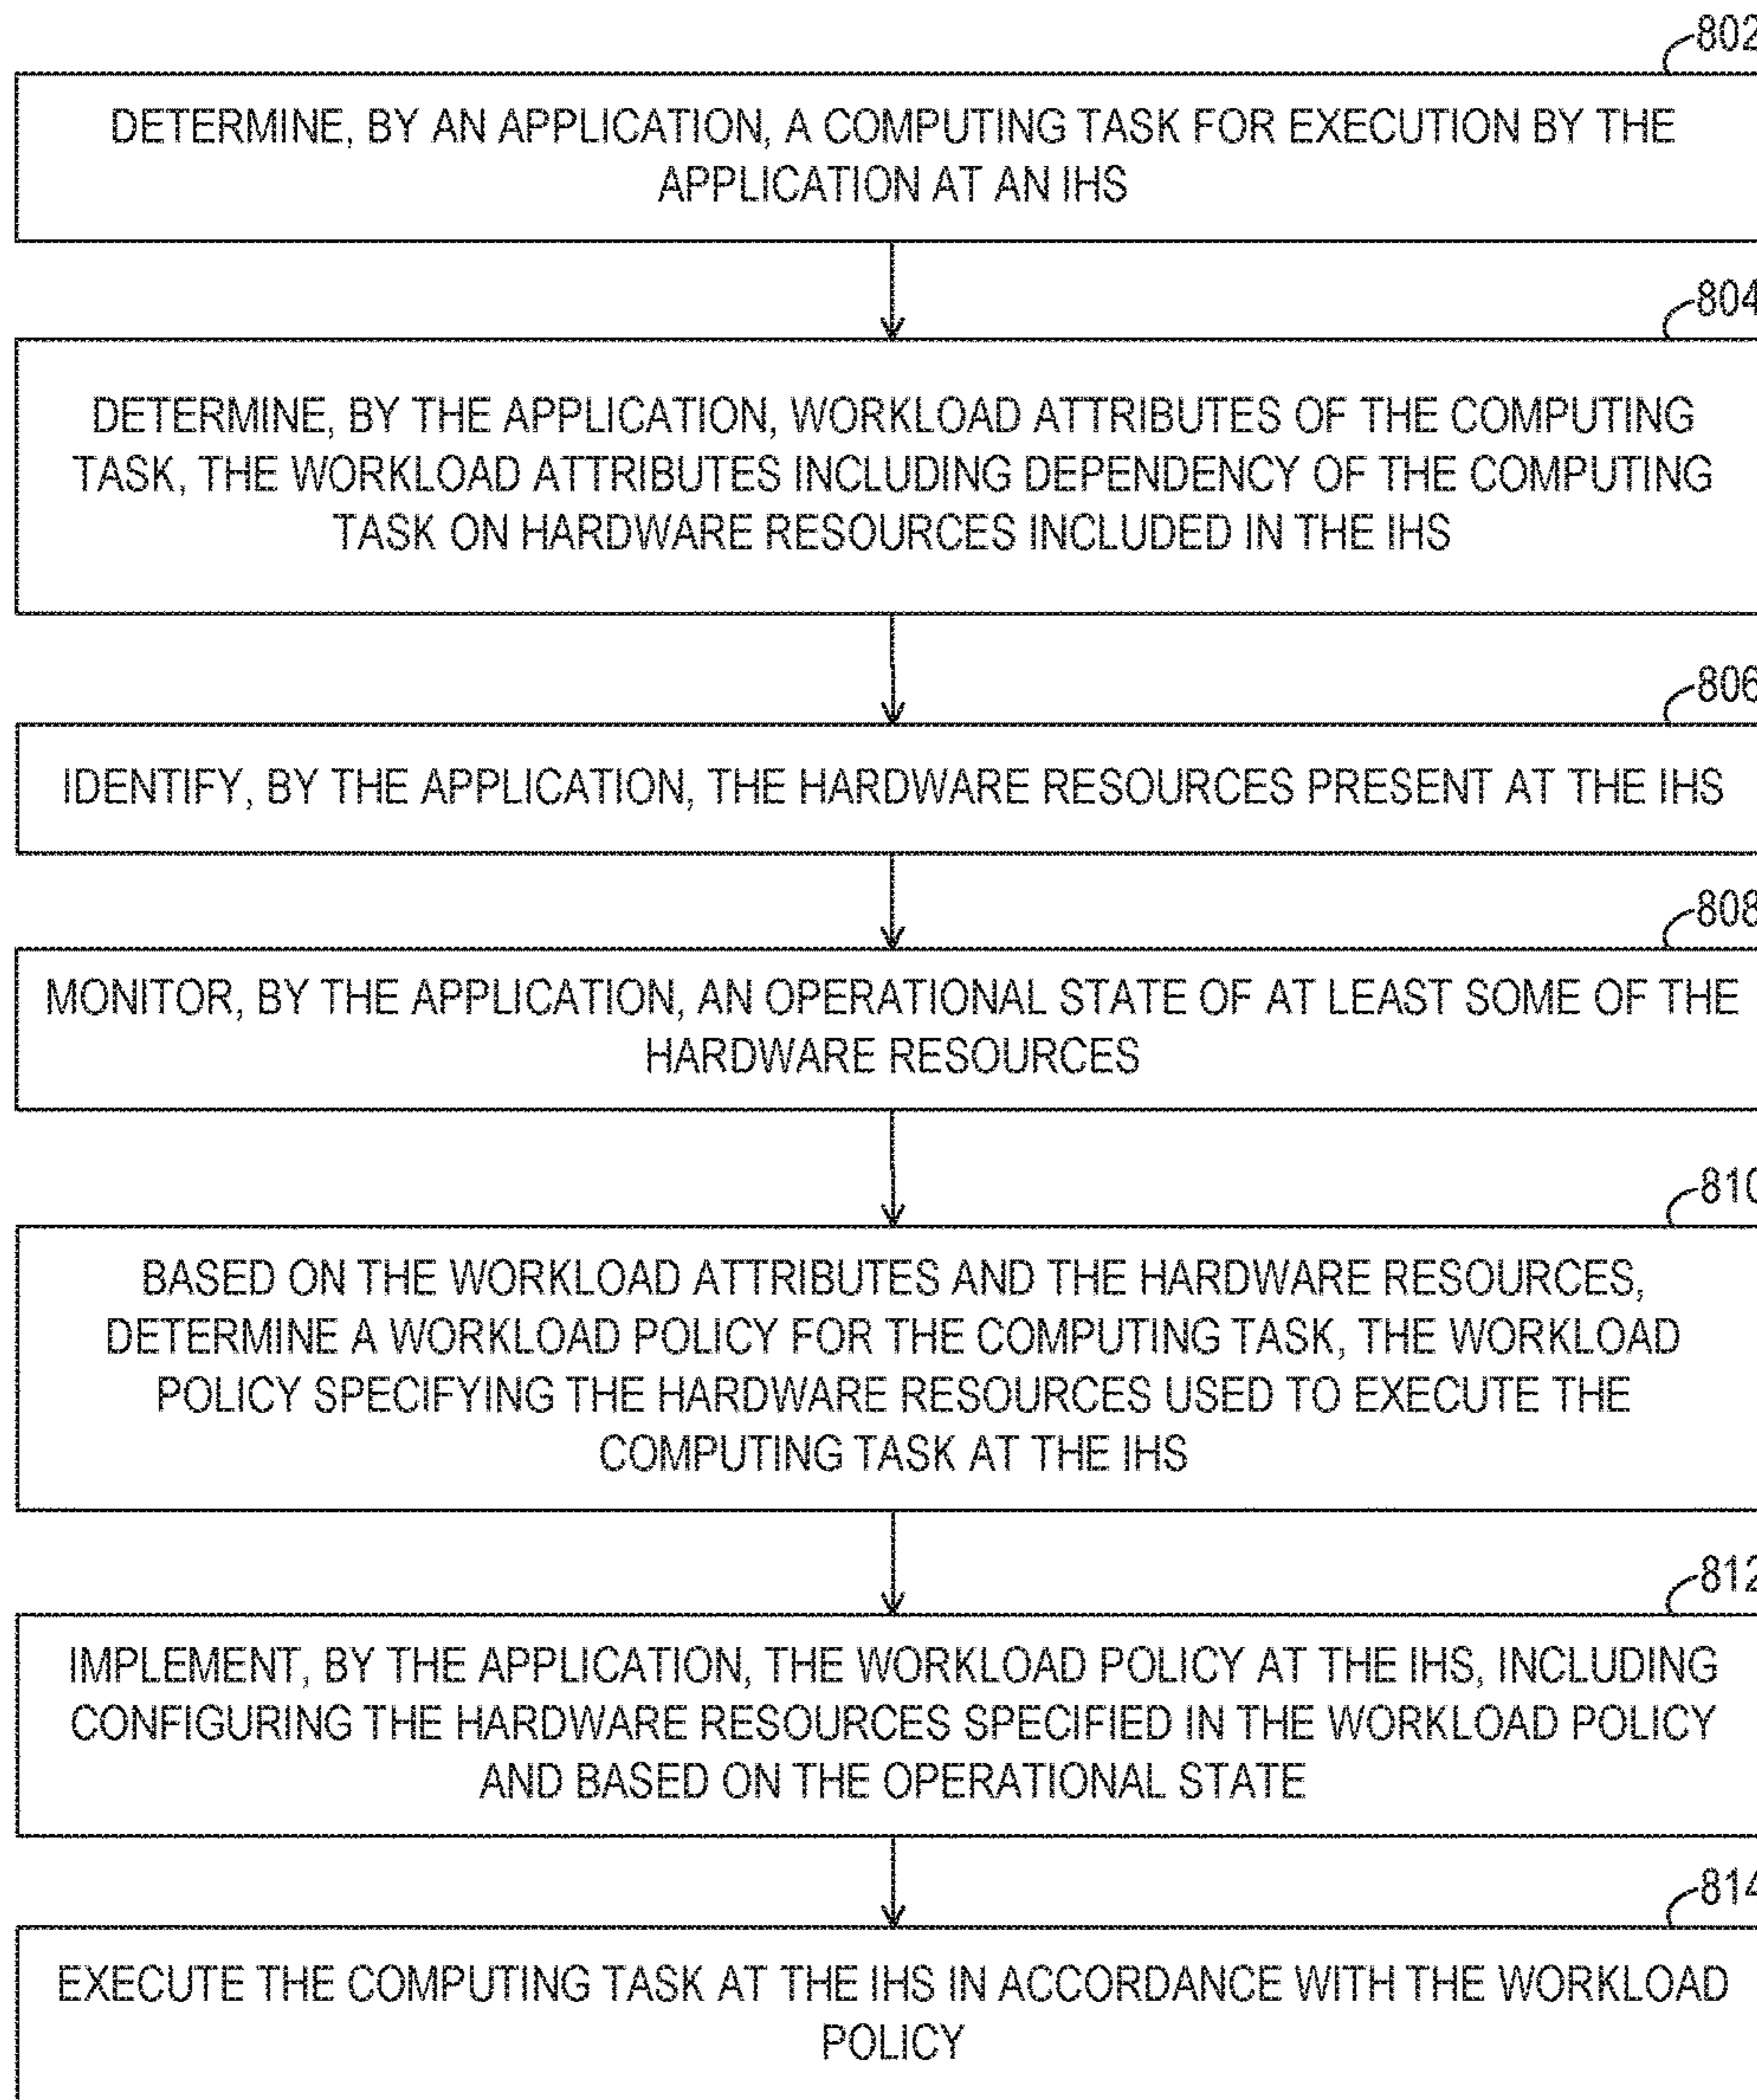 802
DETERMINE, BY AN APPLICATION, A COMPUTING TASK FOR EXECUTION BY THE
APPLICATION AT AN IHS
804
DETERMINE, BY THE APPLICATION, WORKLOAD ATTRIBUTES OF THE COMPUTING
TASK, THE WORKLOAD ATTRIBUTES INCLUDING DEPENDENCY OF THE COMPUTING
TASK ON HARDWARE RESOURCES INCLUDED IN THE IHS
806
IDENTIFY, BY THE APPLICATION, THE HARDWARE RESOURCES PRESENT AT THE IHS
808
MONITOR, BY THE APPLICATION, AN OPERATIONAL STATE OF AT LEAST SOME OF THE
HARDWARE RESOURCES
810
BASED ON THE WORKLOAD ATTRIBUTES AND THE HARDWARE RESOURCES,
DETERMINE A WORKLOAD POLICY FOR THE COMPUTING TASK, THE WORKLOAD
POLICY SPECIFYING THE HARDWARE RESOURCES USED TO EXECUTE THE
COMPUTING TASK AT THE IHS
812
IMPLEMENT, BY THE APPLICATION, THE WORKLOAD POLICY AT THE IHS, INCLUDING
CONFIGURING THE HARDWARE RESOURCES SPECIFIED IN THE WORKLOAD POLICY
AND BASED ON THE OPERATIONAL STATE
814
EXECUTE THE COMPUTING TASK AT THE IHS IN ACCORDANCE WITH THE WORKLOAD
POLICY